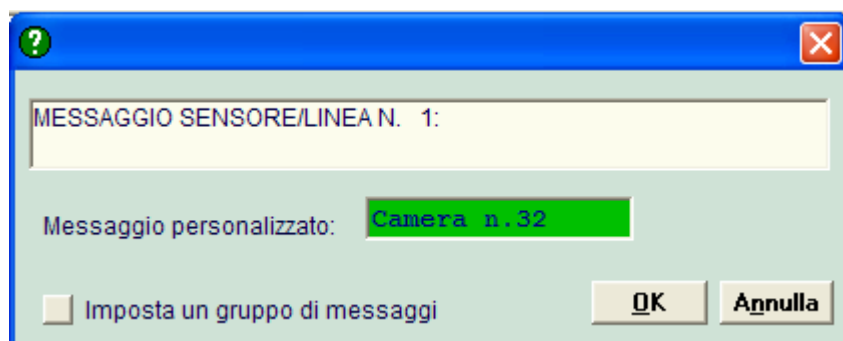 ?
MESSAGGIO SENSORE/LINEA N. 1:
Messaggio personalizzato: Camera n.32
Imposta un gruppo di messaggi OK Annulla